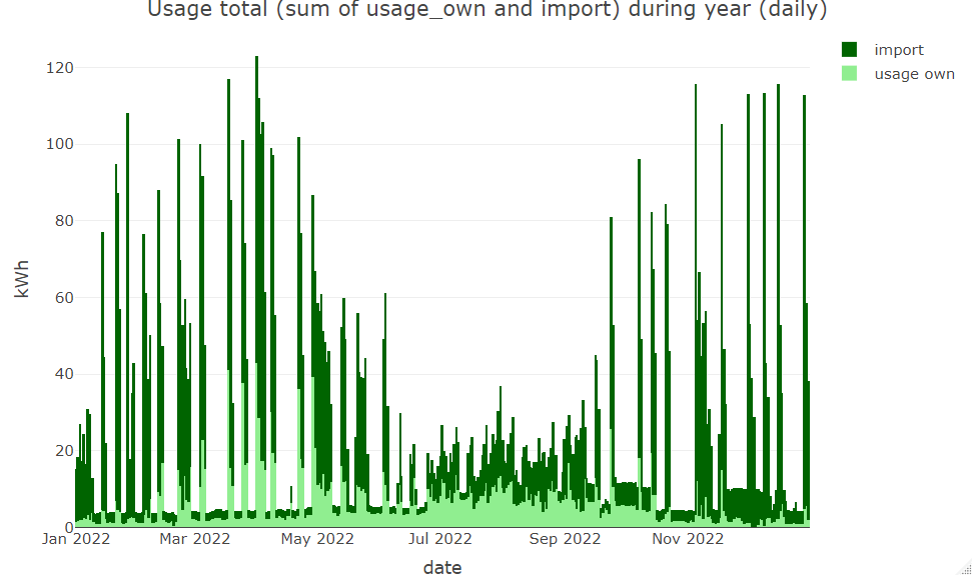 Usage total (sum of usage_own and import) during year (daily)
import
usage own
120
100
80
60
40
20
0
kWh
Jan 2022
Mar 2022
May 2022
Jul 2022
Sep 2022
Nov 2022
date